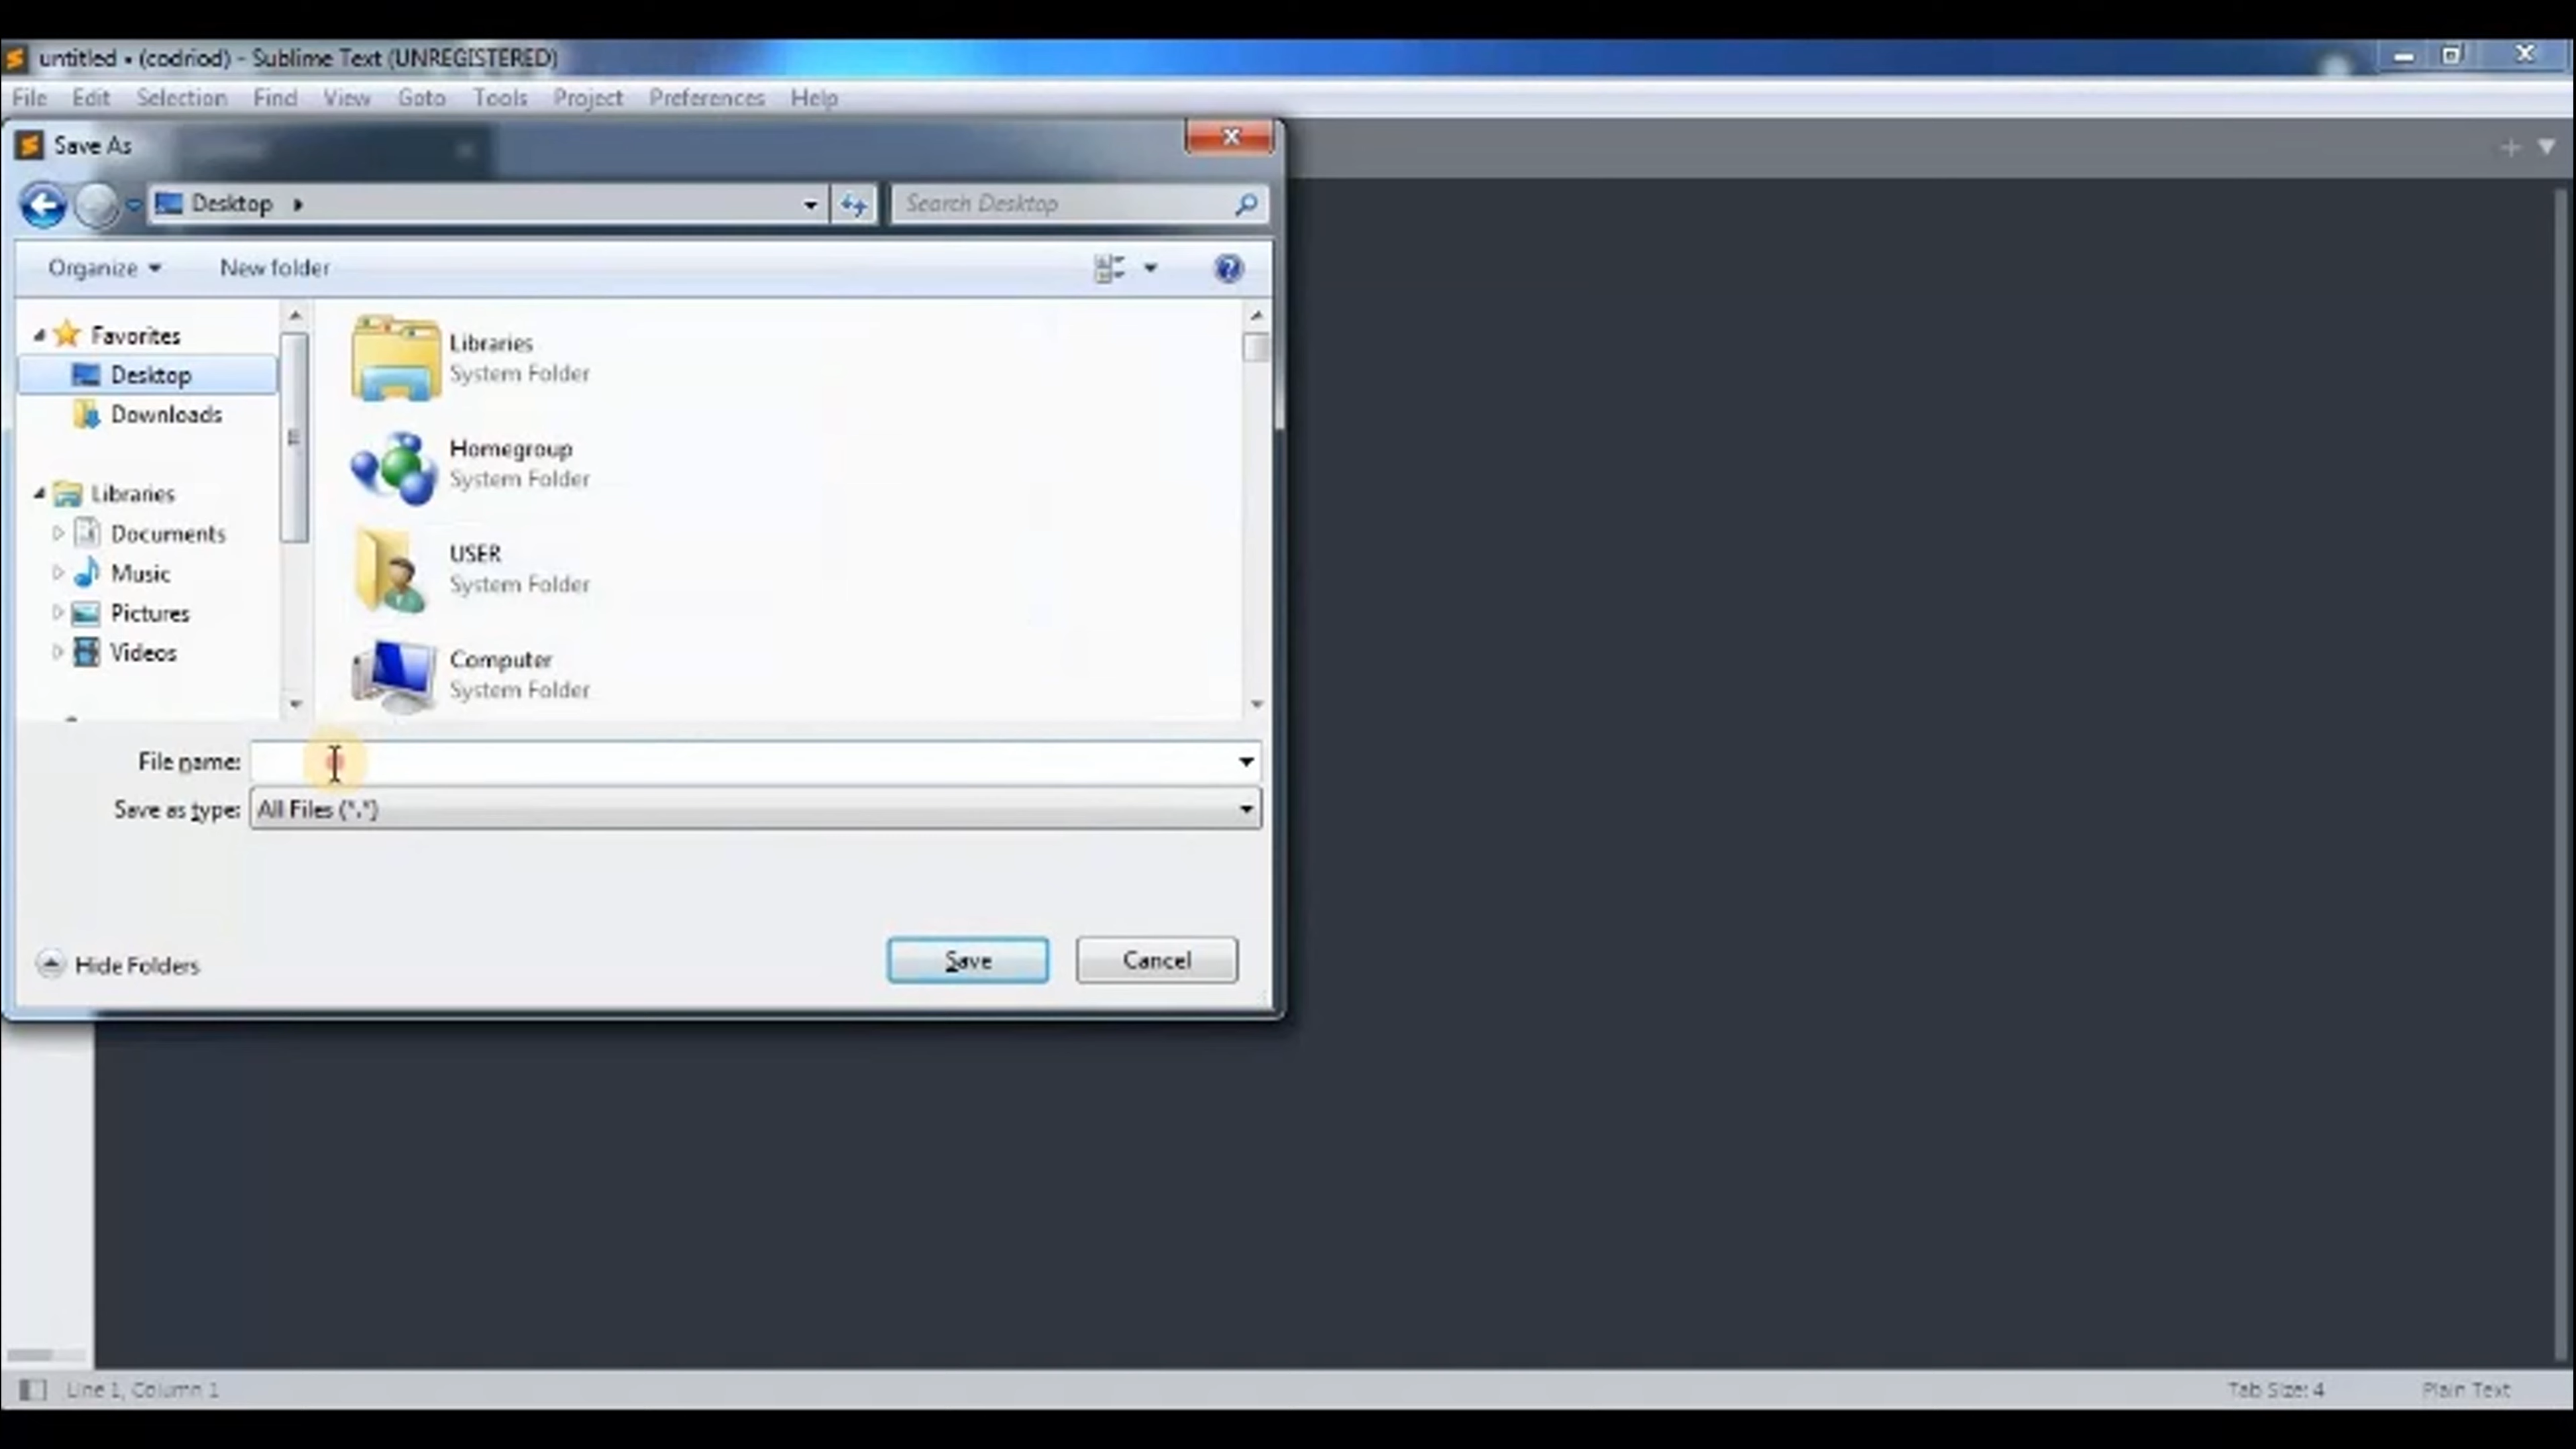 untitled • (codriod) - Sublime Text (UNREGISTERED)
File Edit Selection Find View Goto Tools Project Preferences Help
Save As
Desktop
Search Desktop
Organize
New folder
Favorites
Desktop
Downloads
Libraries
Documents
Music
Pictures
Videos
Libraries
System Folder
Homegroup
System Folder
USER
System Folder
Computer
System Folder
File name:
Save as type: All Files (*.*)
Hide Folders
Save
Cancel
Line 1, Column 1
Tab Size: 4
Plain Text